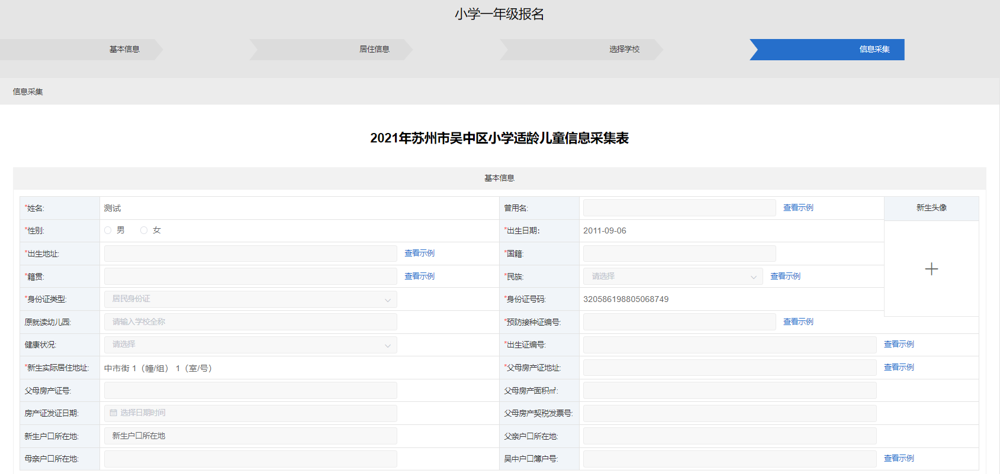 小学一年级报名
基本信息 居住信息 选择学校 信息采集
信息采集
2021年苏州市吴中区小学适龄儿童信息采集表
基本信息
*姓名: 测试 曾用名: 查看示例 新生头像
*性别: 男 女 *出生日期: 2011-09-06
*出生地址: 查看示例 *国籍:
*籍贯: 查看示例 *民族: 请选择 查看示例
*身份证类型: 居民身份证 *身份证号码: 320586198805068749
原就读幼儿园: 请输入学校全称 *预防接种证编号: 查看示例
健康状况: 请选择 *出生证编号: 查看示例
*新生实际居住地址: 中市街 1（幢/组） 1（室/号） *父母房产证地址: 查看示例
父母房产证号: 父母房产面积㎡:
房产证发证日期: 选择日期时间 父母房产契税发票号:
新生户口所在地: 新生户口所在地 父亲户口所在地:
母亲户口所在地: 吴中户口簿户号: 查看示例